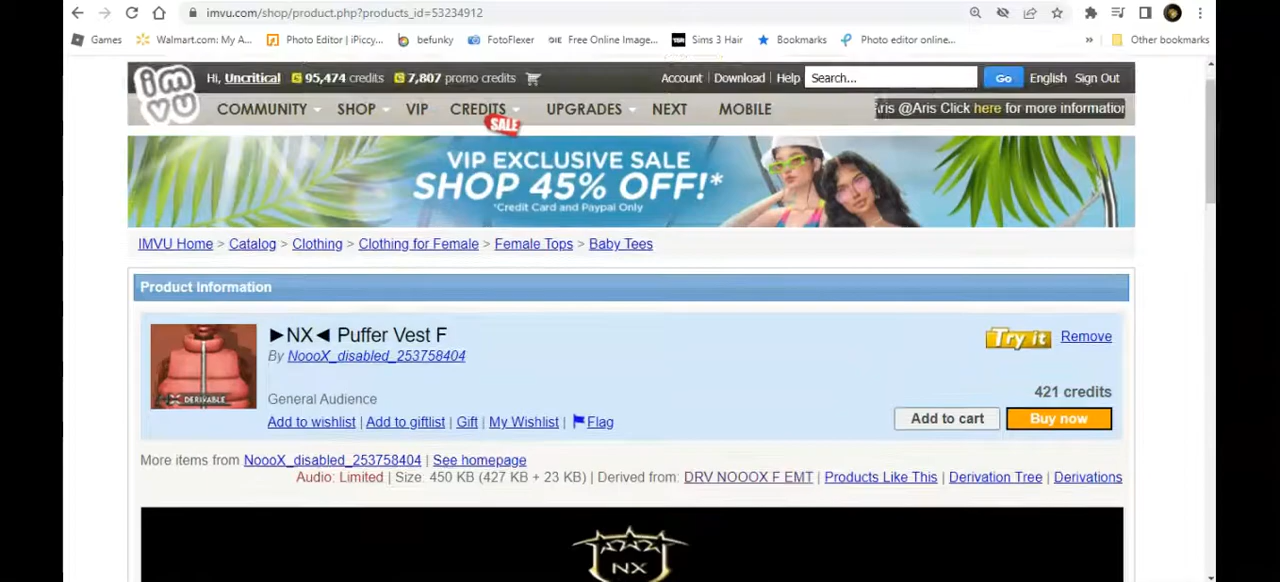 imvu.com/shop/product.php?products_id=53234912
Games Walmart.com: My A... Photo Editor | iPiccy... befunky FotoFlexer Free Online Image... Sims 3 Hair Bookmarks Photo editor online... » Other bookmarks
imvu Hi, Uncritical 95,474 credits 7,807 promo credits Account | Download | Help Search... Go English Sign Out
COMMUNITY SHOP VIP CREDITS UPGRADES NEXT MOBILE @Aris Click here for more information
SALE
VIP EXCLUSIVE SALE
SHOP 45% OFF!*
*Credit Card and Paypal Only
IMVU Home > Catalog > Clothing > Clothing for Female > Female Tops > Baby Tees
Product Information
►NX◄ Puffer Vest F
Try it Remove
By NoooX_disabled_253758404
421 credits
General Audience
DERIVABLE
Add to wishlist | Add to giftlist | Gift | My Wishlist | Flag
Add to cart Buy now
More items from NoooX_disabled_253758404 | See homepage
Audio: Limited | Size: 450 KB (427 KB + 23 KB) | Derived from: DRV NOOOX F EMT | Products Like This | Derivation Tree | Derivations
NX